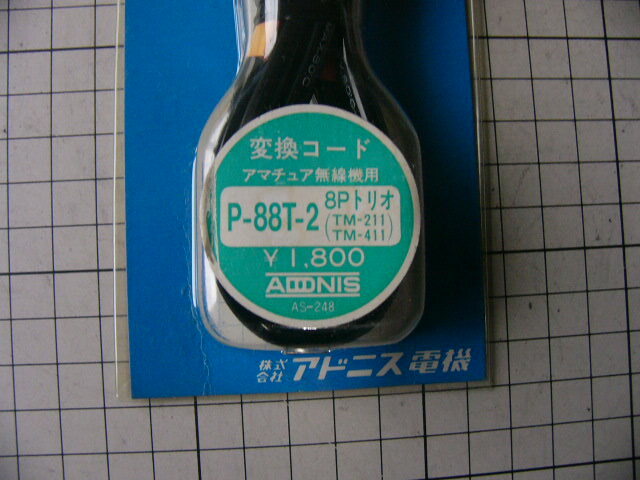 変換コード
アマチュア無線機用
P-88T-2 8Pトリオ
(TM-211)
(TM-411)
¥1,800
ADONIS
AS-248
株式会社 アドニス電機